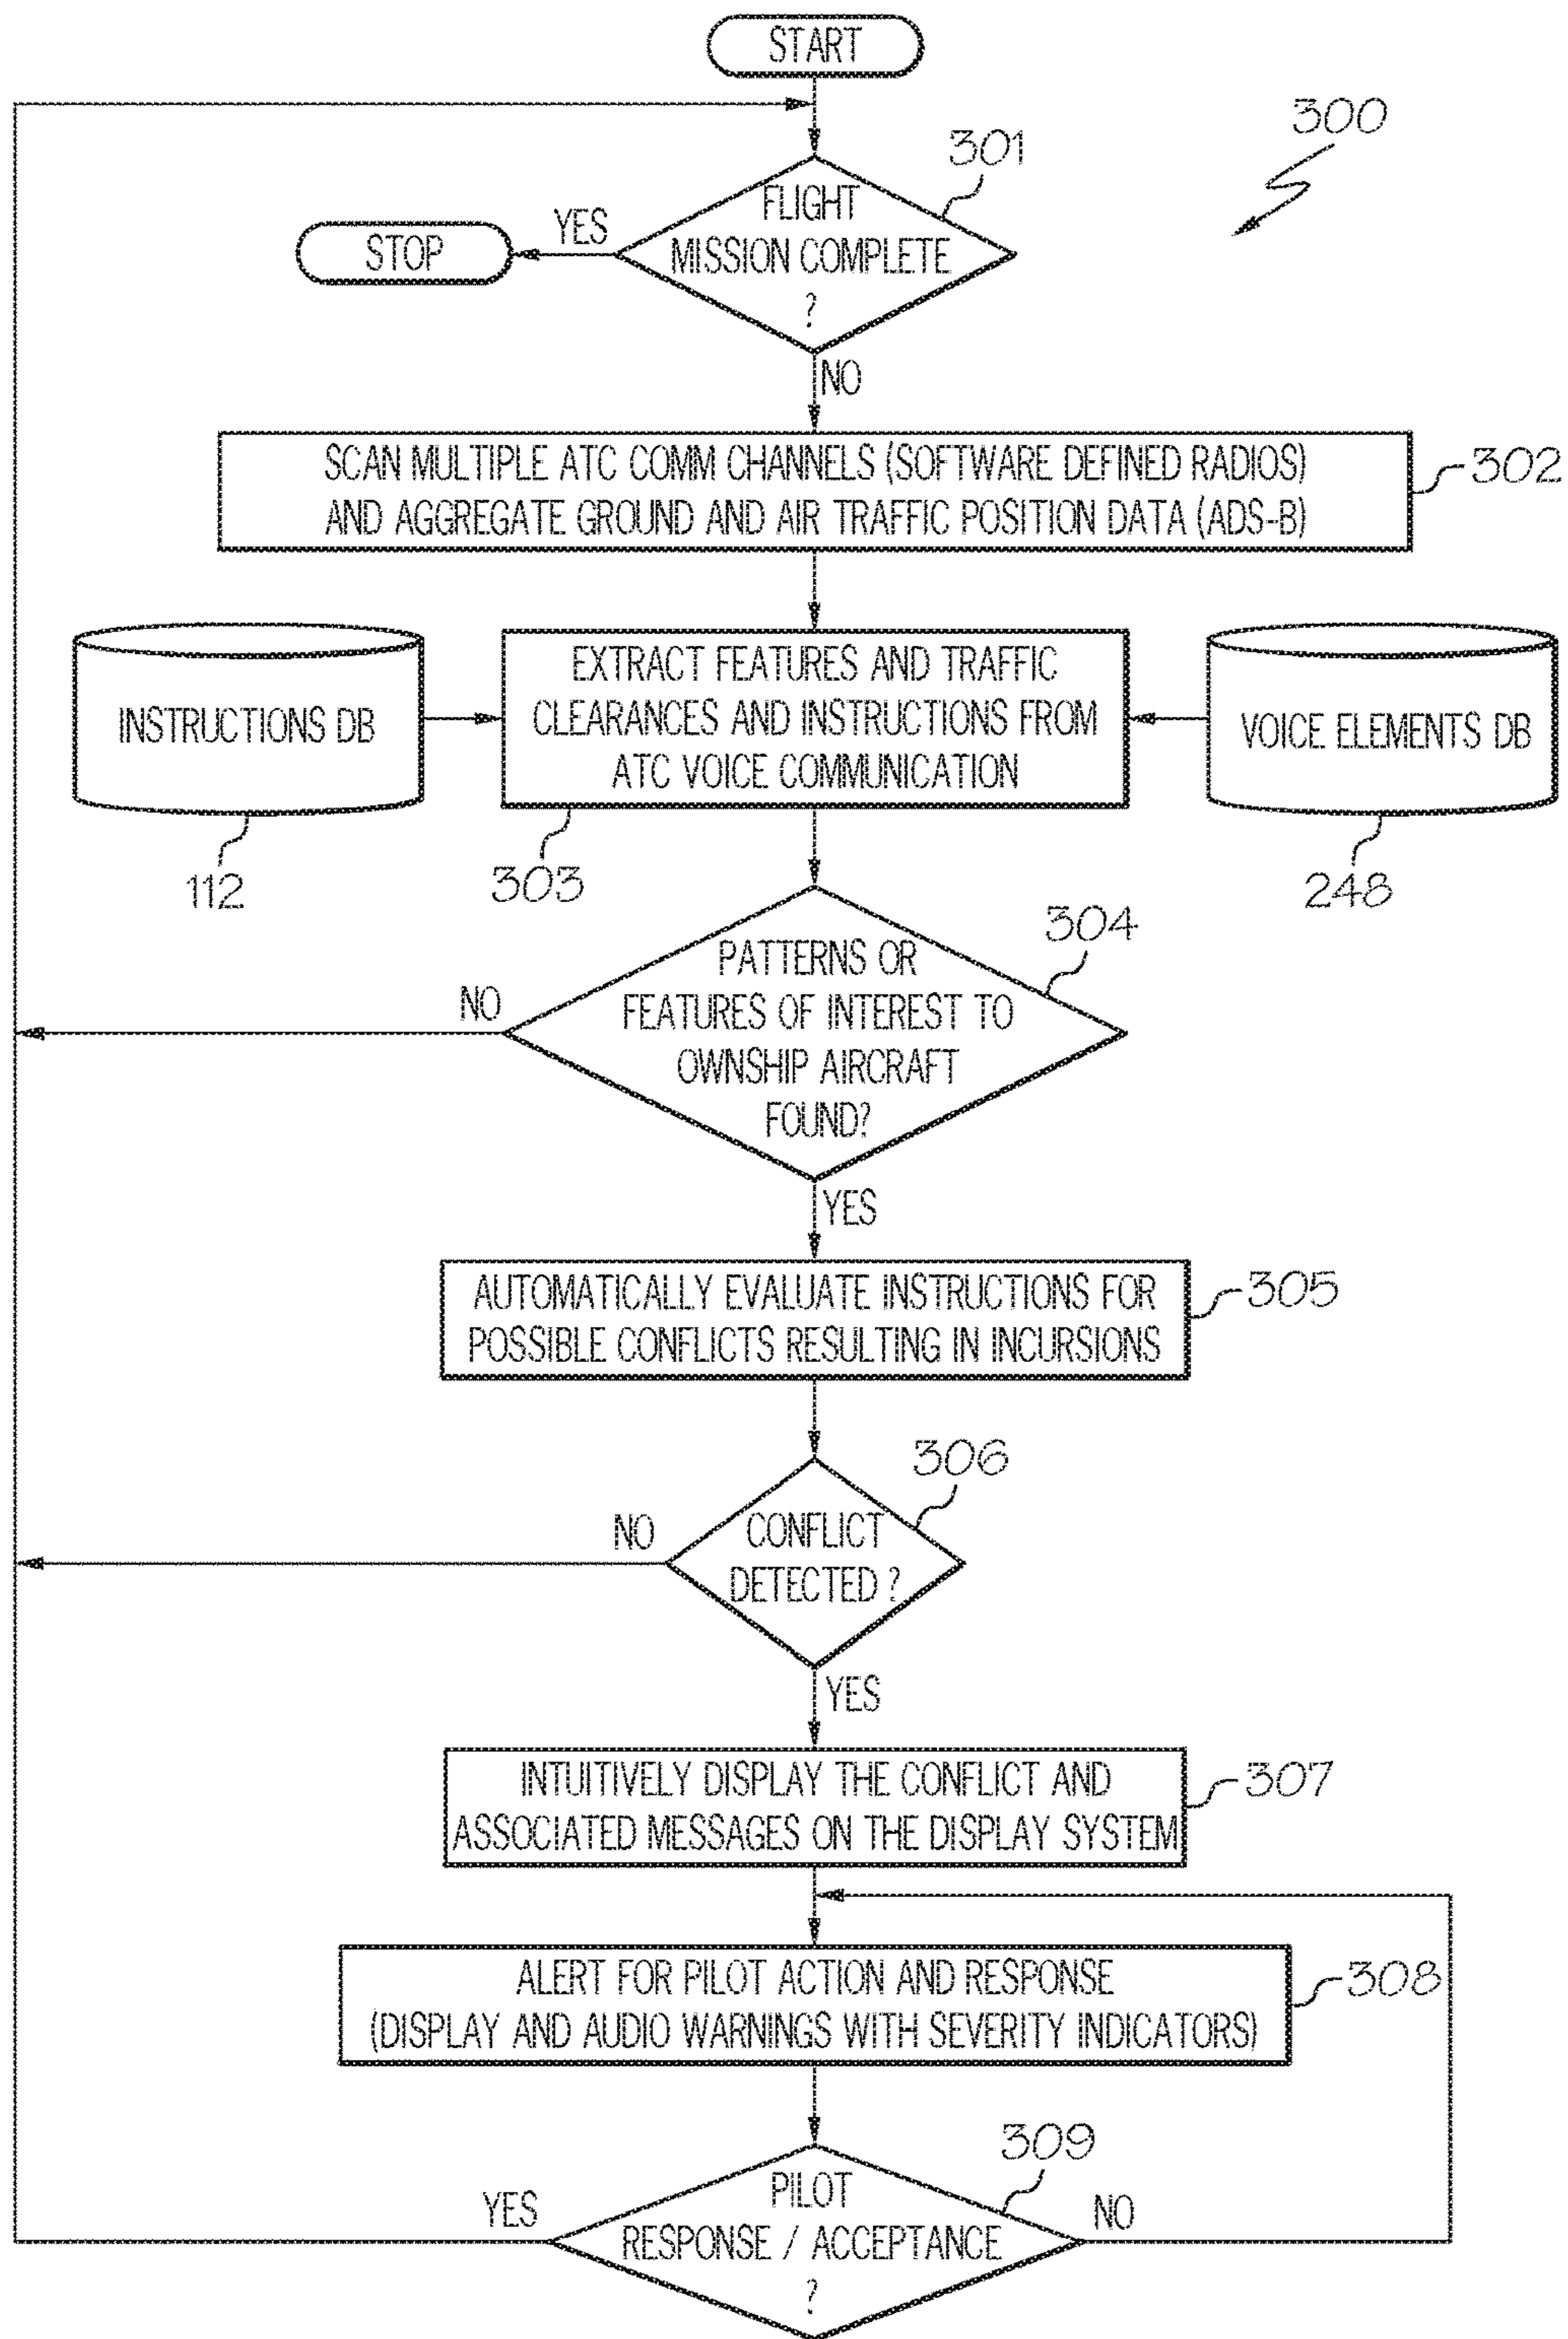 START
300
301
FLIGHT
MISSION COMPLETE
?
YES
STOP
NO
SCAN MULTIPLE ATC COMM CHANNELS (SOFTWARE DEFINED RADIOS)
AND AGGREGATE GROUND AND AIR TRAFFIC POSITION DATA (ADS-B)
302
INSTRUCTIONS DB
112
EXTRACT FEATURES AND TRAFFIC
CLEARANCES AND INSTRUCTIONS FROM
ATC VOICE COMMUNICATION
303
VOICE ELEMENTS DB
248
304
PATTERNS OR
FEATURES OF INTEREST TO
OWNSHIP AIRCRAFT
FOUND?
NO
YES
AUTOMATICALLY EVALUATE INSTRUCTIONS FOR
POSSIBLE CONFLICTS RESULTING IN INCURSIONS
305
306
CONFLICT
DETECTED ?
NO
YES
INTUITIVELY DISPLAY THE CONFLICT AND
ASSOCIATED MESSAGES ON THE DISPLAY SYSTEM
307
ALERT FOR PILOT ACTION AND RESPONSE
(DISPLAY AND AUDIO WARNINGS WITH SEVERITY INDICATORS)
308
309
PILOT
RESPONSE / ACCEPTANCE
?
YES
NO